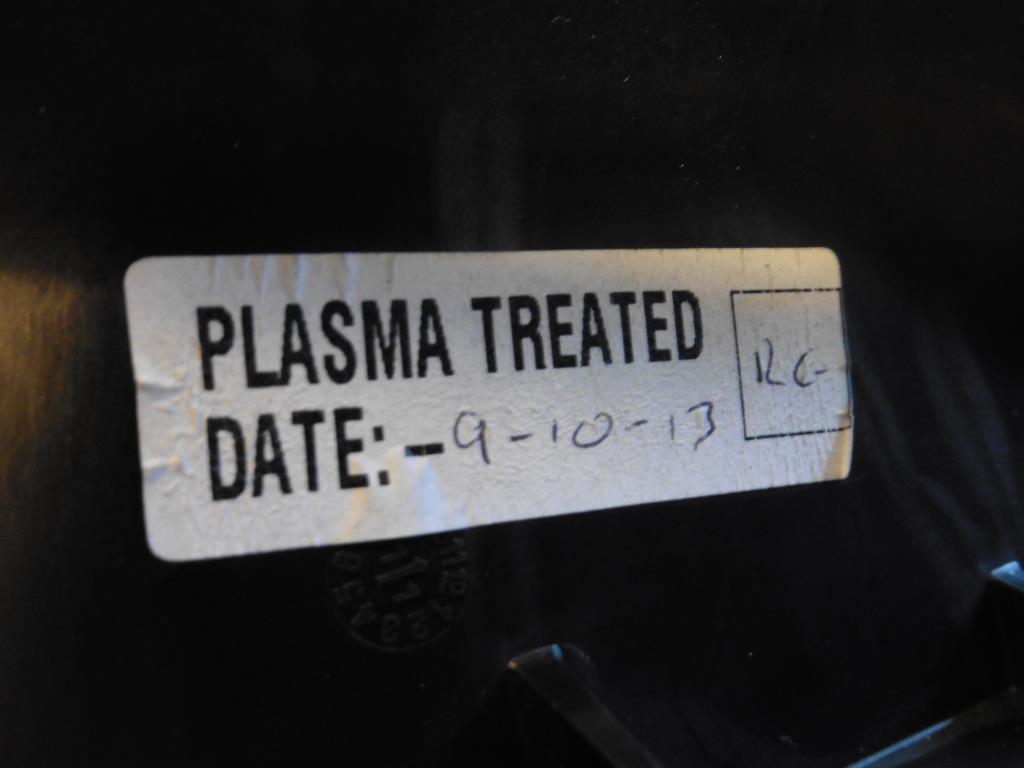 PLASMA TREATED
DATE:- 9-10-13
RG